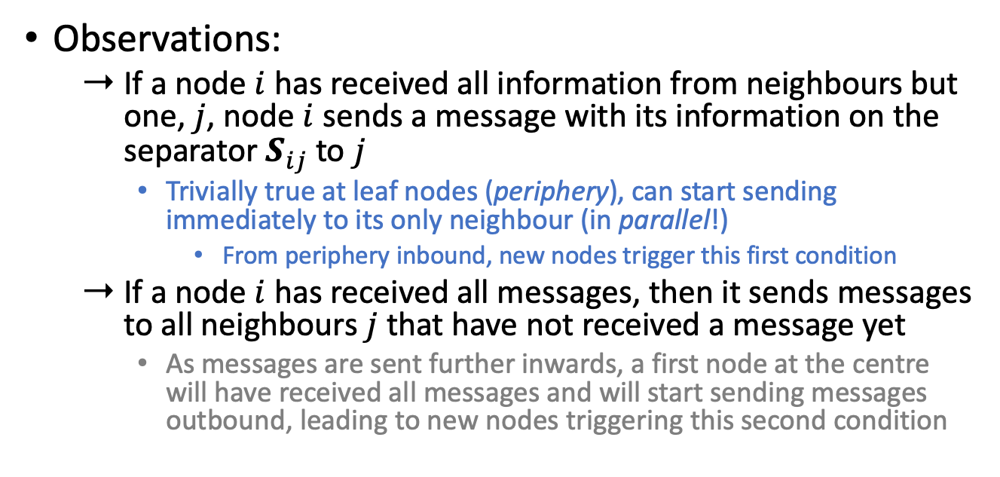 • Observations:
→ If a node 𝑖 has received all information from neighbours but
one, 𝑗, node 𝑖 sends a message with its information on the
separator 𝑺𝑖𝑗 to 𝑗
• Trivially true at leaf nodes (periphery), can start sending
immediately to its only neighbour (in parallel!)
• From periphery inbound, new nodes trigger this first condition
→ If a node 𝑖 has received all messages, then it sends messages
to all neighbours 𝑗 that have not received a message yet
• As messages are sent further inwards, a first node at the centre
will have received all messages and will start sending messages
outbound, leading to new nodes triggering this second condition